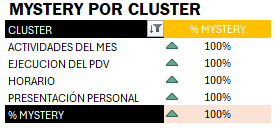 MYSTERY POR CLUSTER
CLUSTER % MYSTERY
ACTIVIDADES DEL MES 100%
EJECUCION DEL PDV 100%
HORARIO 100%
PRESENTACIÓN PERSONAL 100%
% MYSTERY 100%